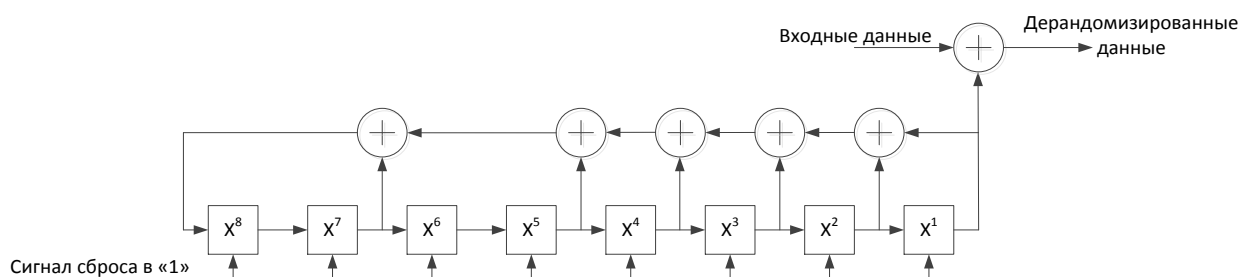 Входные данные
Дерандомизированные
данные
X⁸ X⁷ X⁶ X⁵ X⁴ X³ X² X¹
Сигнал сброса в «1»